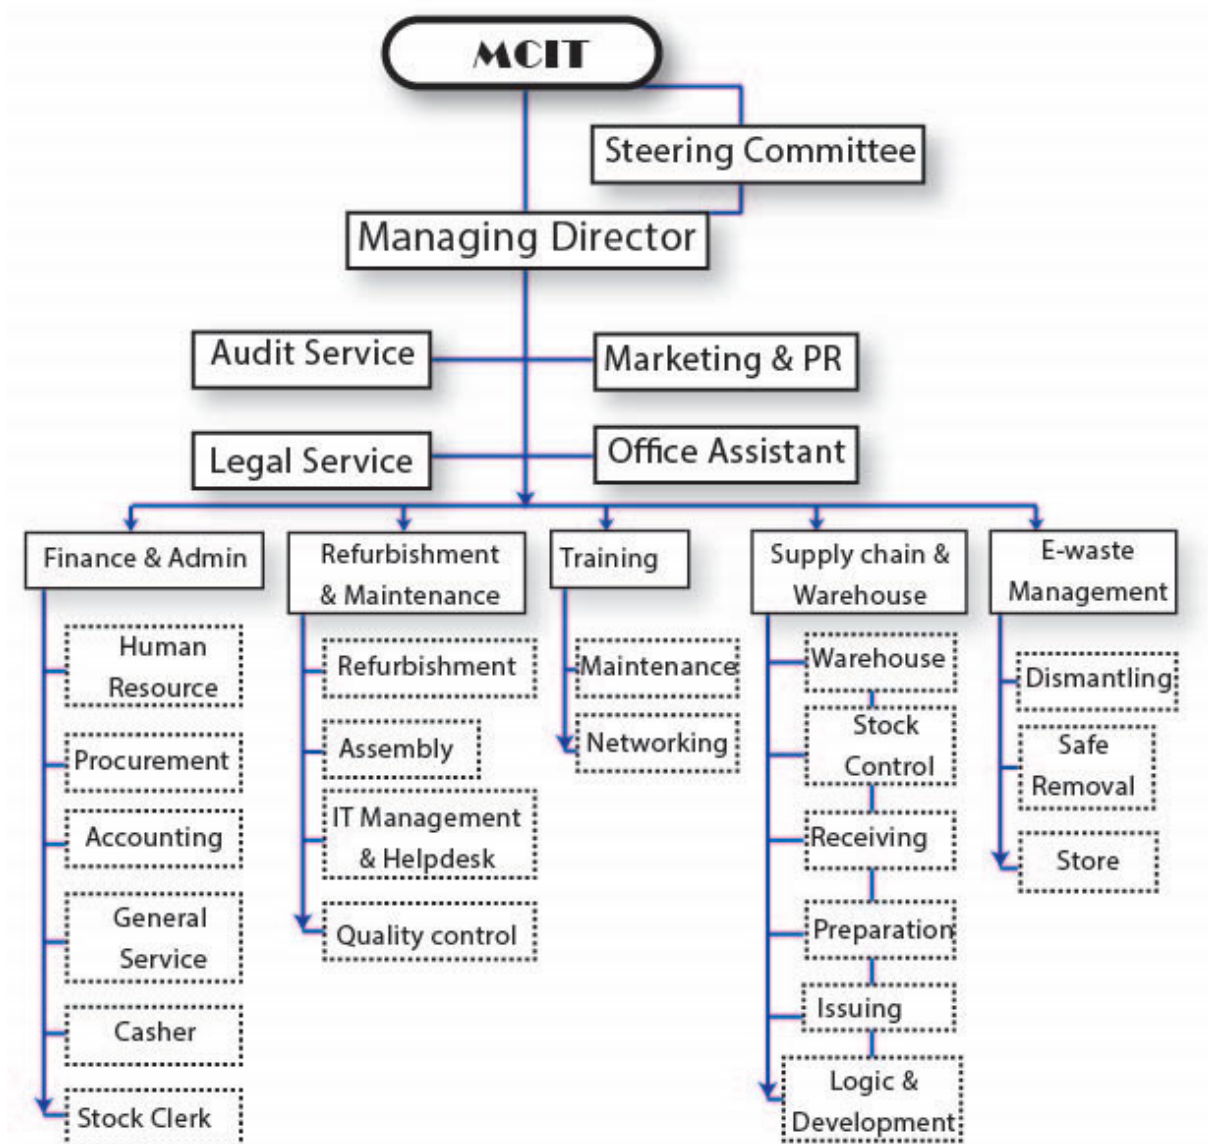 MCIT
Steering Committee
Managing Director
Audit Service
Marketing & PR
Legal Service
Office Assistant
Finance & Admin
Human
Resource
Procurement
Accounting
General
Service
Casher
Stock Clerk
Refurbishment
& Maintenance
Refurbishment
Assembly
IT Management
& Helpdesk
Quality control
Training
Maintenance
Networking
Supply chain &
Warehouse
Warehouse
Stock
Control
Receiving
Preparation
Issuing
Logic &
Development
E-waste
Management
Dismantling
Safe
Removal
Store